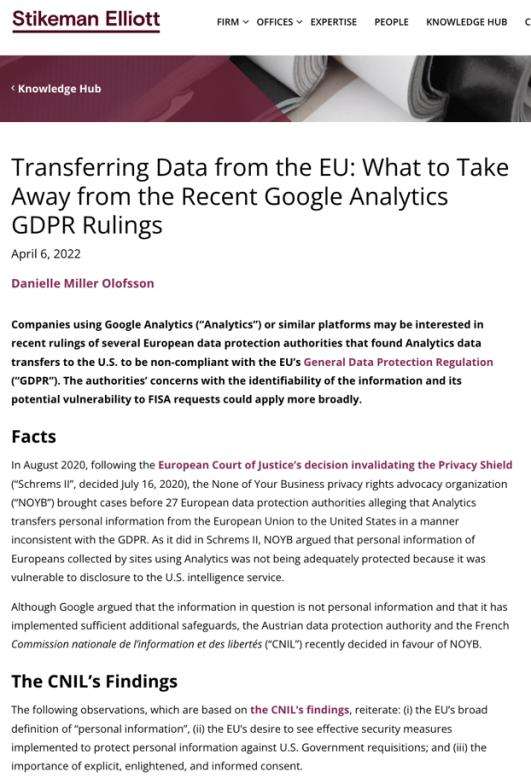 Stikeman Elliott
FIRM OFFICES EXPERTISE PEOPLE KNOWLEDGE HUB C
‹ Knowledge Hub
Transferring Data from the EU: What to Take
Away from the Recent Google Analytics
GDPR Rulings
April 6, 2022
Danielle Miller Olofsson
Companies using Google Analytics (“Analytics”) or similar platforms may be interested in
recent rulings of several European data protection authorities that found Analytics data
transfers to the U.S. to be non-compliant with the EU’s General Data Protection Regulation
(“GDPR”). The authorities’ concerns with the identifiability of the information and its
potential vulnerability to FISA requests could apply more broadly.
Facts
In August 2020, following the European Court of Justice’s decision invalidating the Privacy Shield
(“Schrems II”, decided July 16, 2020), the None of Your Business privacy rights advocacy organization
(“NOYB”) brought cases before 27 European data protection authorities alleging that Analytics
transfers personal information from the European Union to the United States in a manner
inconsistent with the GDPR. As it did in Schrems II, NOYB argued that personal information of
Europeans collected by sites using Analytics was not being adequately protected because it was
vulnerable to disclosure to the U.S. intelligence service.
Although Google argued that the information in question is not personal information and that it has
implemented sufficient additional safeguards, the Austrian data protection authority and the French
Commission nationale de l’information et des libertés (“CNIL”) recently decided in favour of NOYB.
The CNIL’s Findings
The following observations, which are based on the CNIL’s findings, reiterate: (i) the EU’s broad
definition of “personal information”, (ii) the EU’s desire to see effective security measures
implemented to protect personal information against U.S. Government requisitions; and (iii) the
importance of explicit, enlightened, and informed consent.